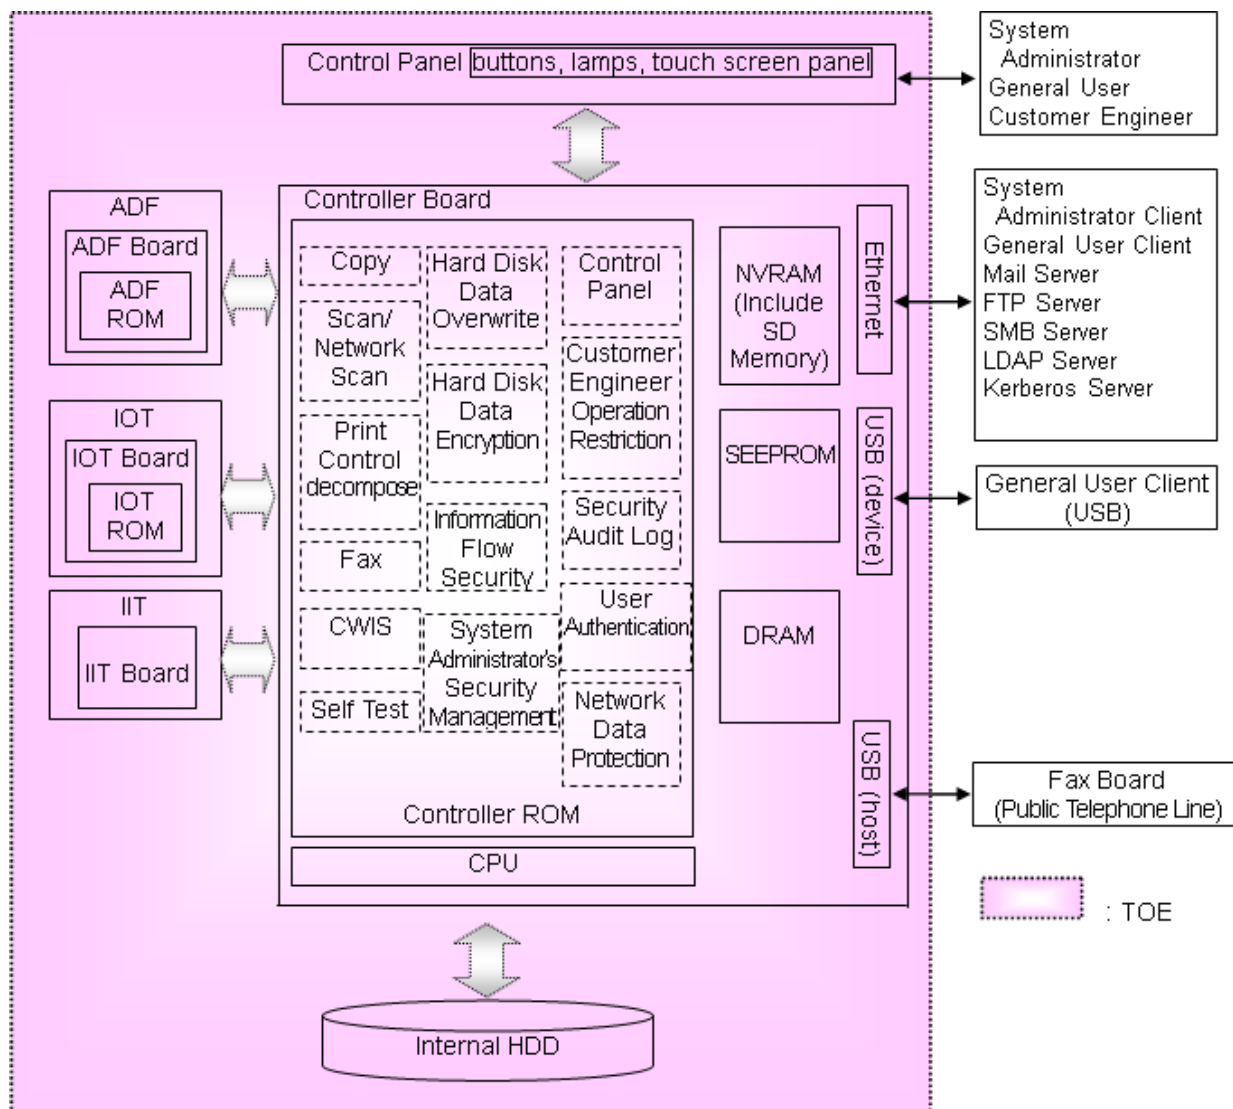 Control Panel buttons, lamps, touch screen panel
System
Administrator
General User
Customer Engineer
ADF
ADF Board
ADF
ROM
IOT
IOT Board
IOT
ROM
IIT
IIT Board
Controller Board
Copy
Scan/
Network
Scan
Print
Control
decompose
Fax
CWIS
Self Test
Hard Disk
Data
Overwrite
Hard Disk
Data
Encryption
Information
Flow
Security
System
Administrator's
Security
Management
Control
Panel
Customer
Engineer
Operation
Restriction
Security
Audit Log
User
Authentication
Network
Data
Protection
Controller ROM
CPU
NVRAM
(Include
SD
Memory)
SEEPROM
DRAM
Ethernet
USB (device)
USB (host)
System
Administrator Client
General User Client
Mail Server
FTP Server
SMB Server
LDAP Server
Kerberos Server
General User Client
(USB)
Fax Board
(Public Telephone Line)
: TOE
Internal HDD